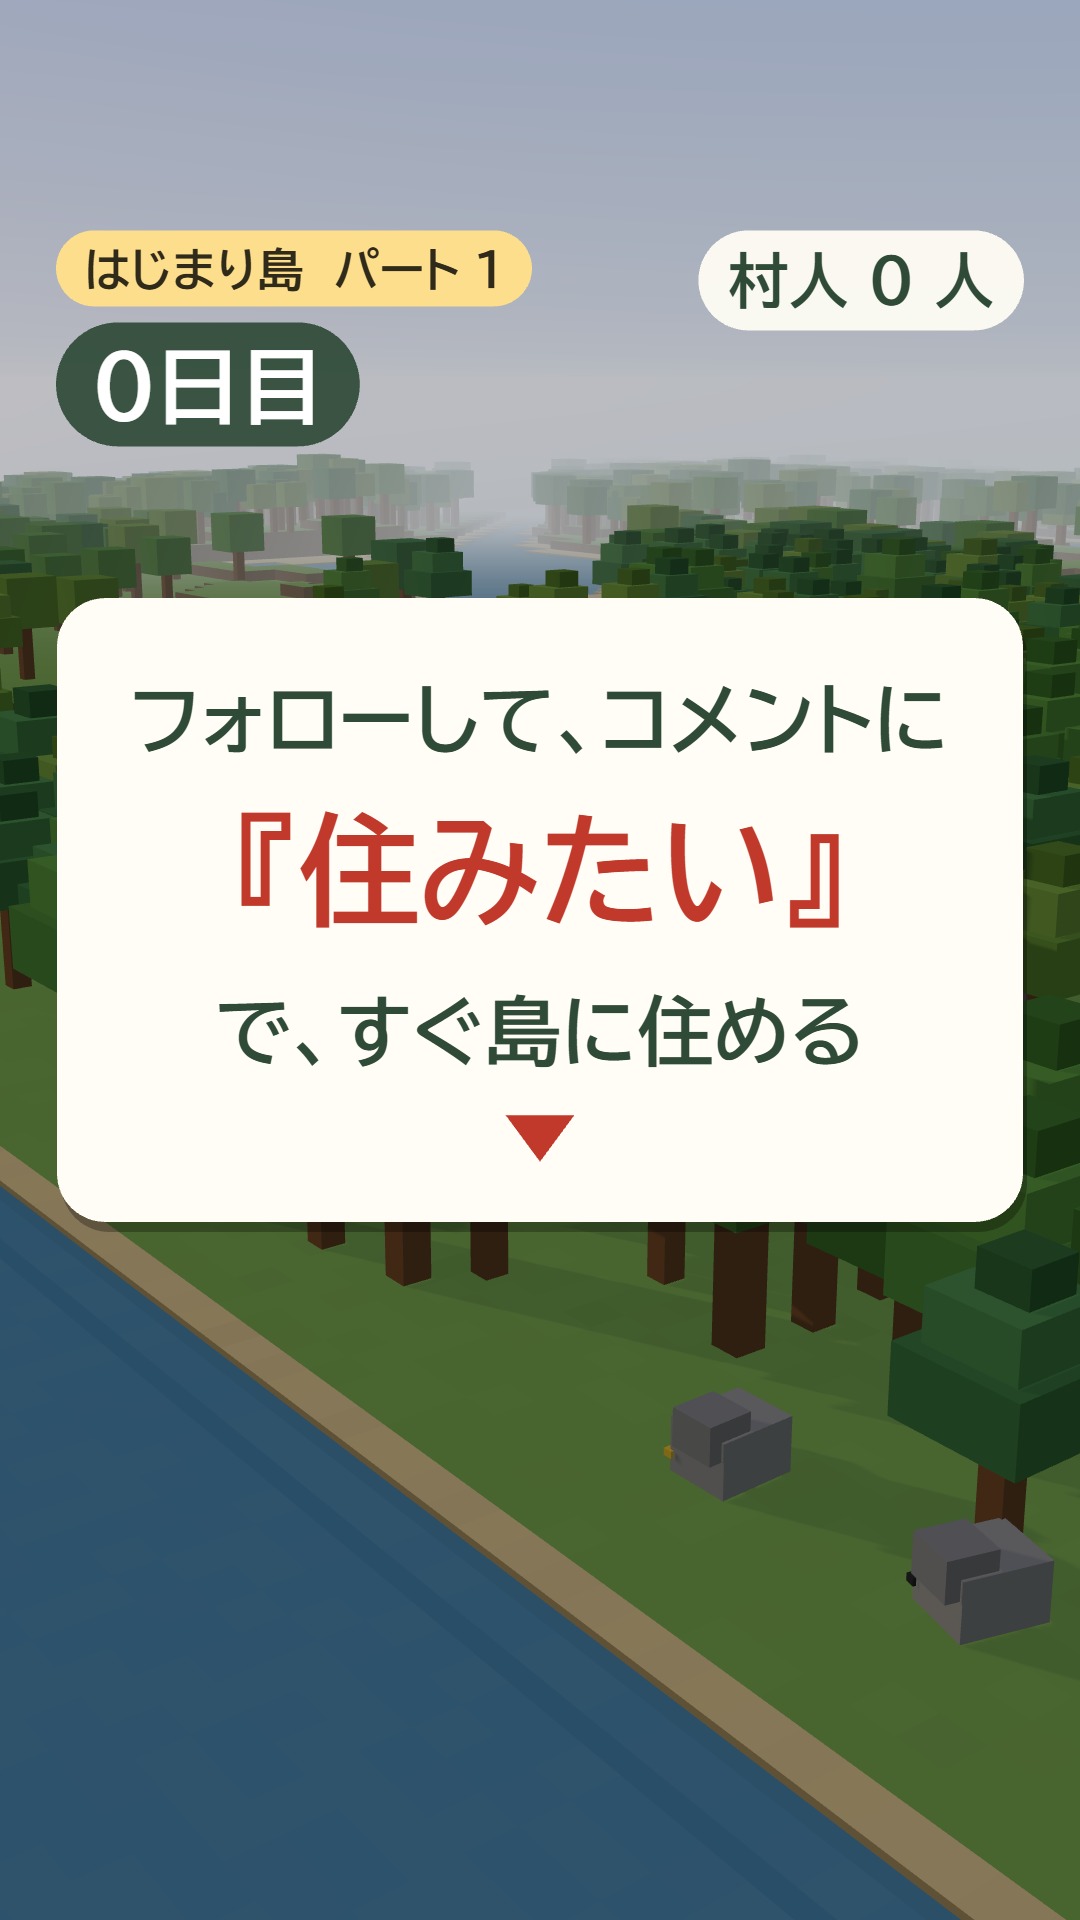 はじまり島 パート 1
村人 0 人
0日目
フォローして、コメントに
『住みたい』
で、すぐ島に住める